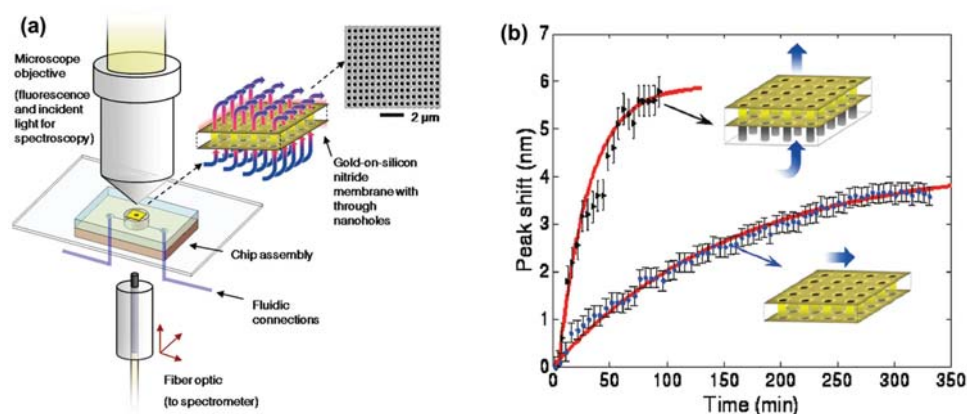 (a)
Microscope
objective
(fluorescence
and incident
light for
spectroscopy)
2 μm
Gold-on-silicon
nitride
membrane with
through
nanoholes
Chip assembly
Fluidic
connections
Fiber optic
(to spectrometer)
(b)
Peak shift (nm)
7
6
5
4
3
2
1
0
0 50 100 150 200 250 300 350
Time (min)